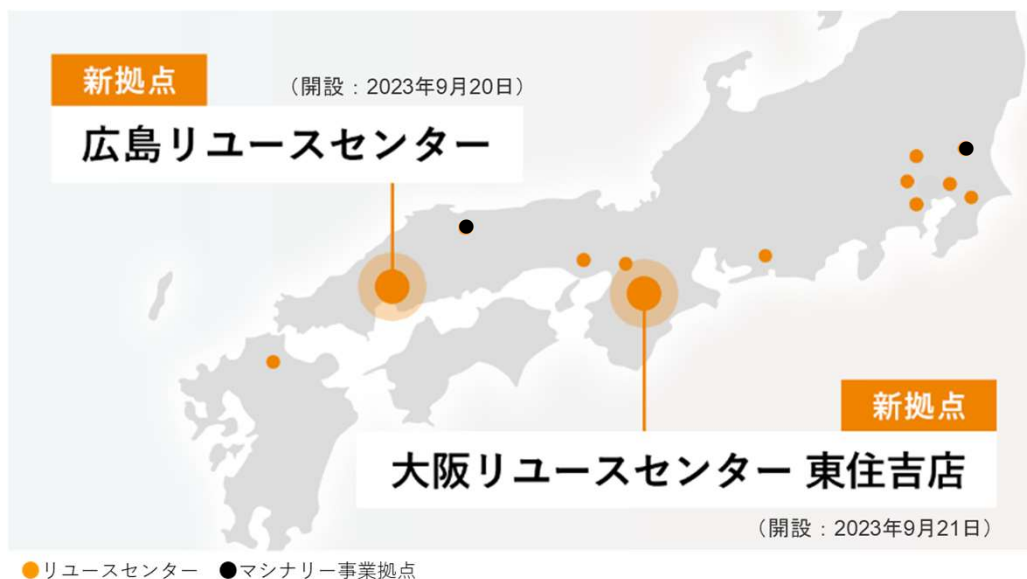 新拠点
（開設：2023年9月20日）
広島リユースセンター
新拠点
大阪リユースセンター 東住吉店
（開設：2023年9月21日）
●リユースセンター ●マシナリー事業拠点